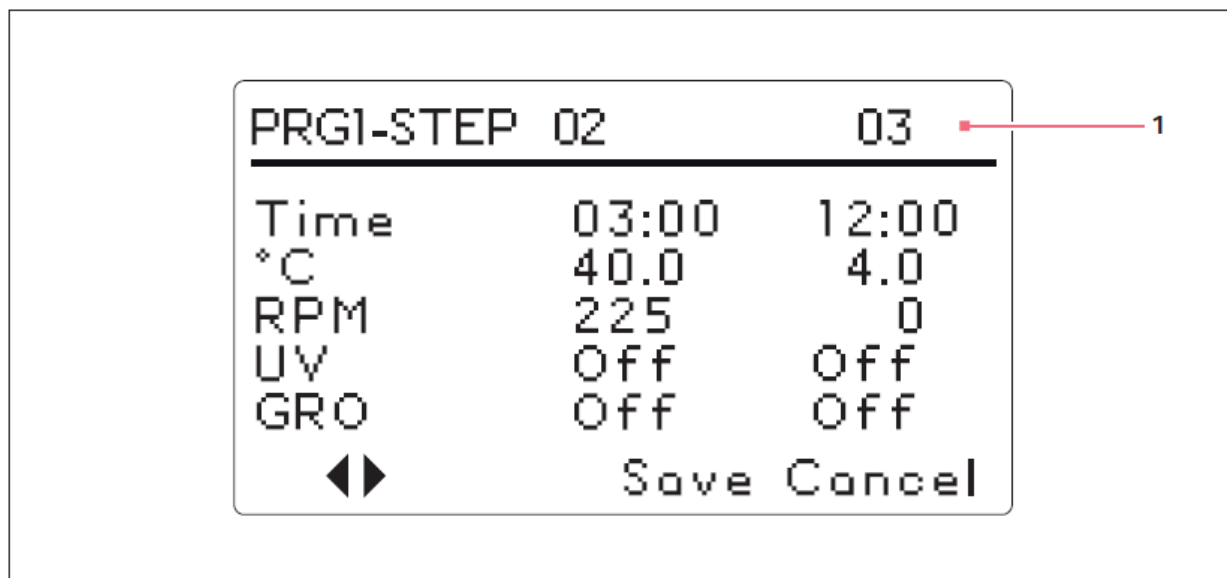 PRG1-STEP 02 03 1
Time 03:00 12:00
°C 40.0 4.0
RPM 225 0
UV Off Off
GRO Off Off
Save Cancel